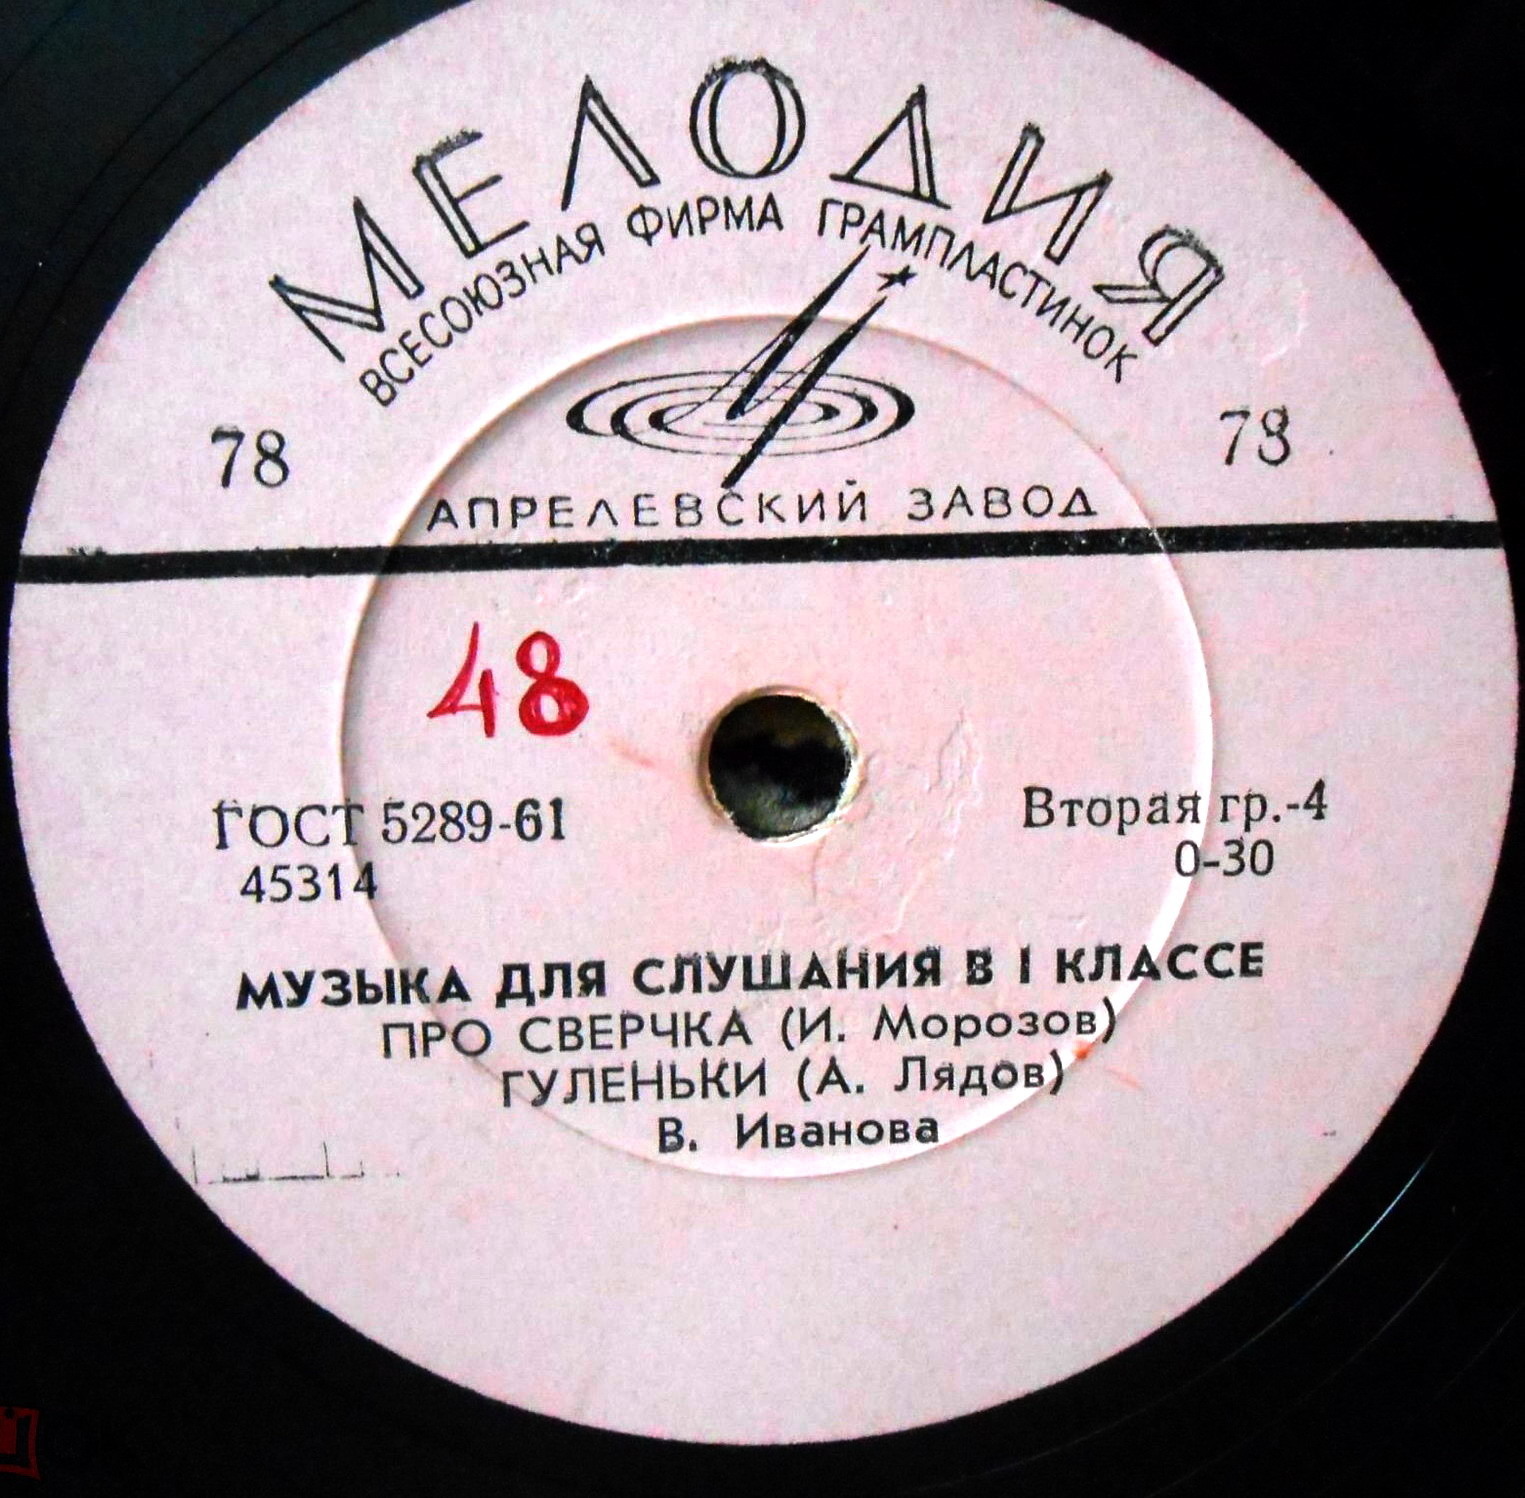 МЕЛОДИЯ
ВСЕСОЮЗНАЯ ФИРМА ГРАМПЛАСТИНОК
78 78
АПРЕЛЕВСКИЙ ЗАВОД
48
ГОСТ 5289-61 Вторая гр.-4
45314 0-30
МУЗЫКА ДЛЯ СЛУШАНИЯ В I КЛАССЕ
ПРО СВЕРЧКА (И. Морозов)
ГУЛЕНЬКИ (А. Лядов)
В. Иванова